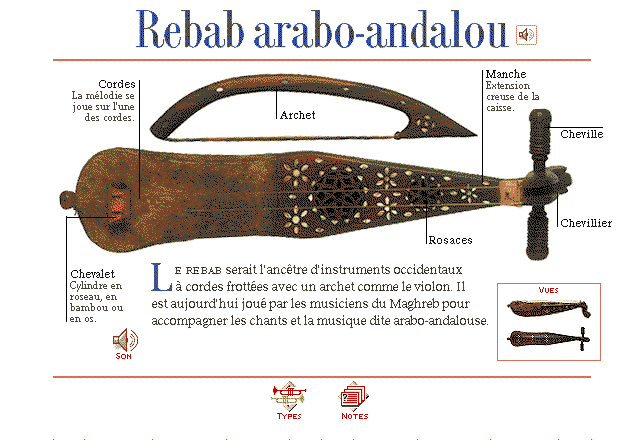 Rebab arabo-andalou
Cordes
La mélodie se
joue sur l'une
des cordes.
Archet
Manche
Extension
creuse de la
caisse.
Cheville
Chevillier
Rosaces
Chevalet
Cylindre en
roseau, en
bambou ou
en os.
LE REBAB serait l'ancêtre d'instruments occidentaux
à cordes frottées avec un archet comme le violon. Il
est aujourd'hui joué par les musiciens du Maghreb pour
accompagner les chants et la musique dite arabo-andalouse.
VUES
SON
TYPES
NOTES